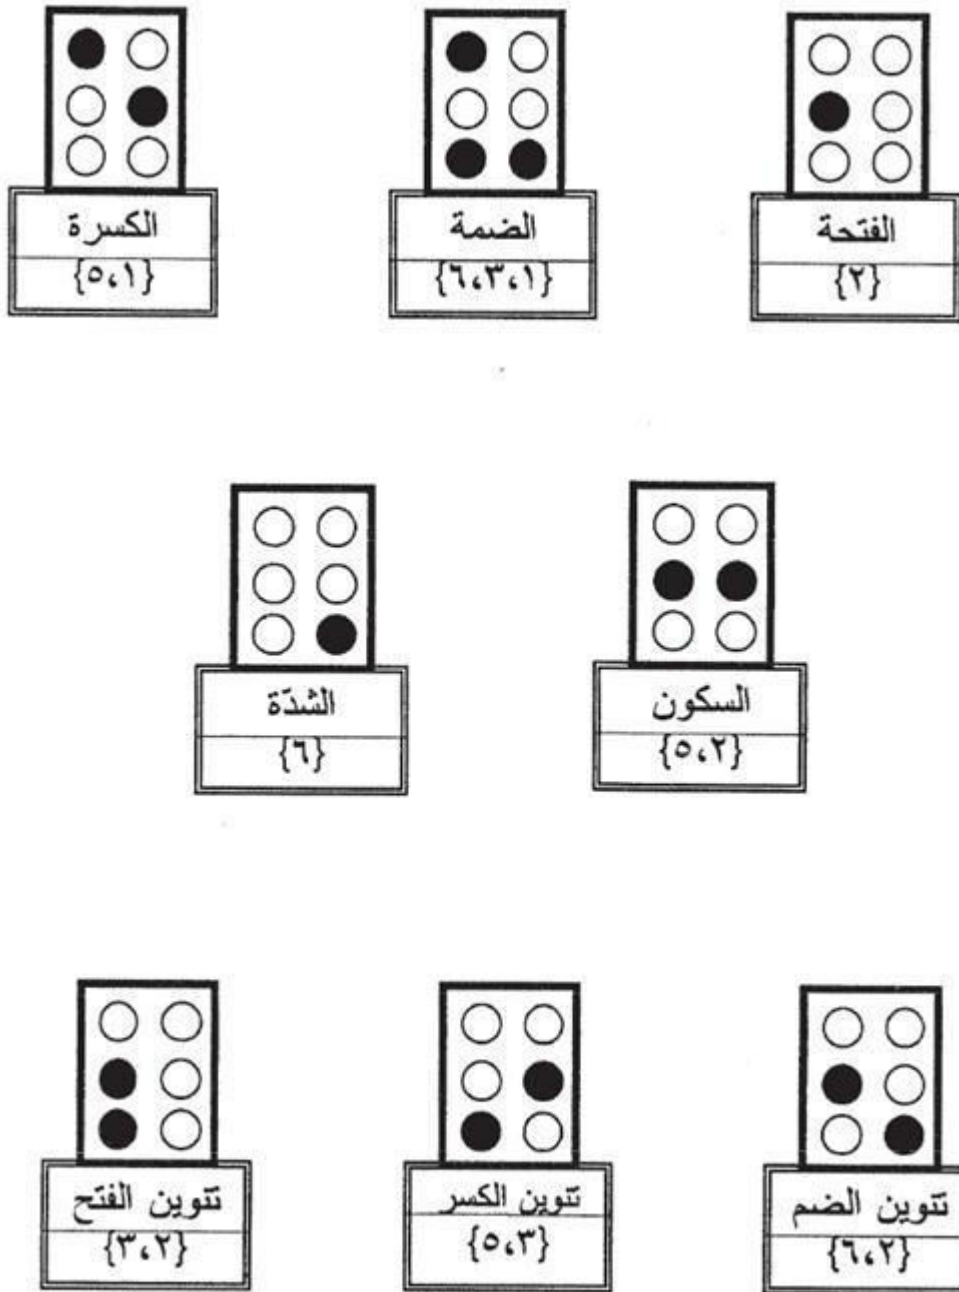 الفتحة
{٢}
الضمة
{٦،٣،١}
الكسرة
{٥،١}
السكون
{٥،٢}
الشدّة
{٦}
تنوين الضم
{٦،٢}
تنوين الكسر
{٥،٣}
تنوين الفتح
{٣،٢}